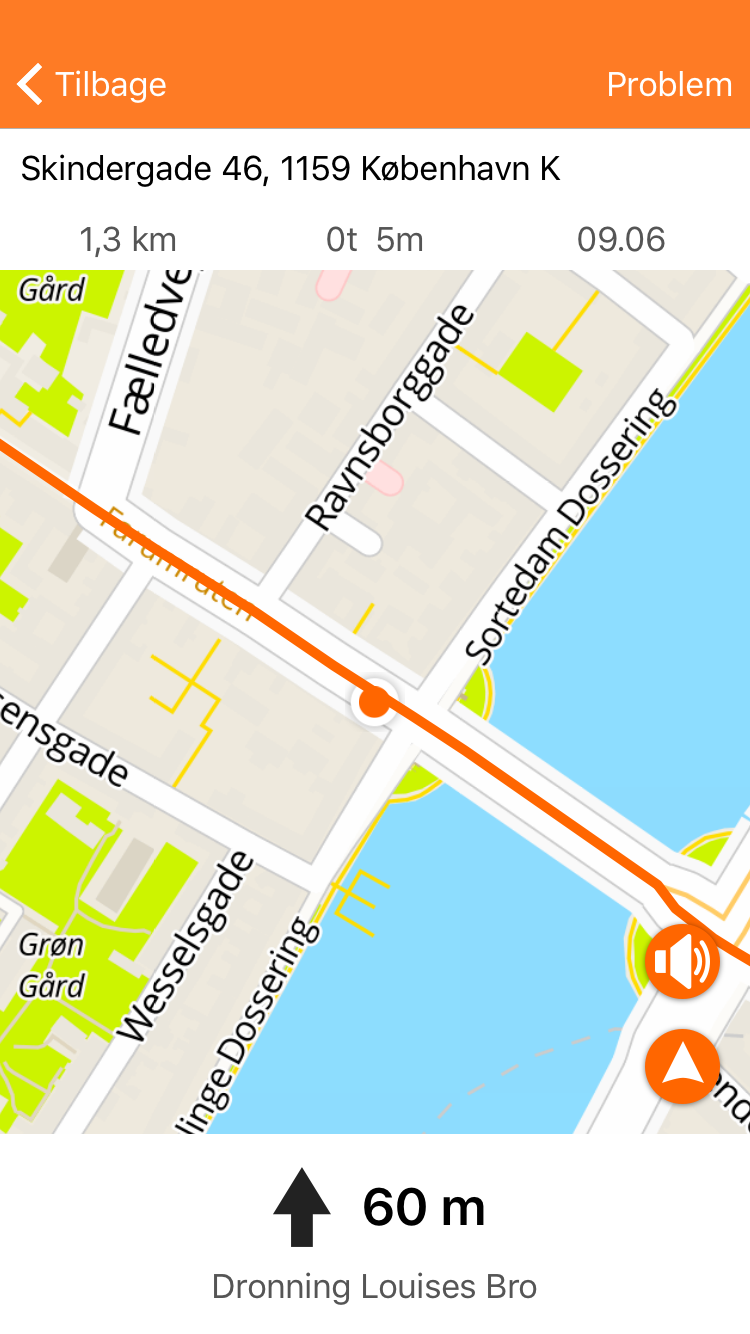 Tilbage
Problem
Skindergade 46, 1159 København K
1,3 km
0t 5m
09.06
Gård
Fælledve
Ravnsborggade
Sortedam Dossering
Farumruten
ensgade
Wesselsgade
Grøn
Gård
linge Dossering
60 m
Dronning Louises Bro